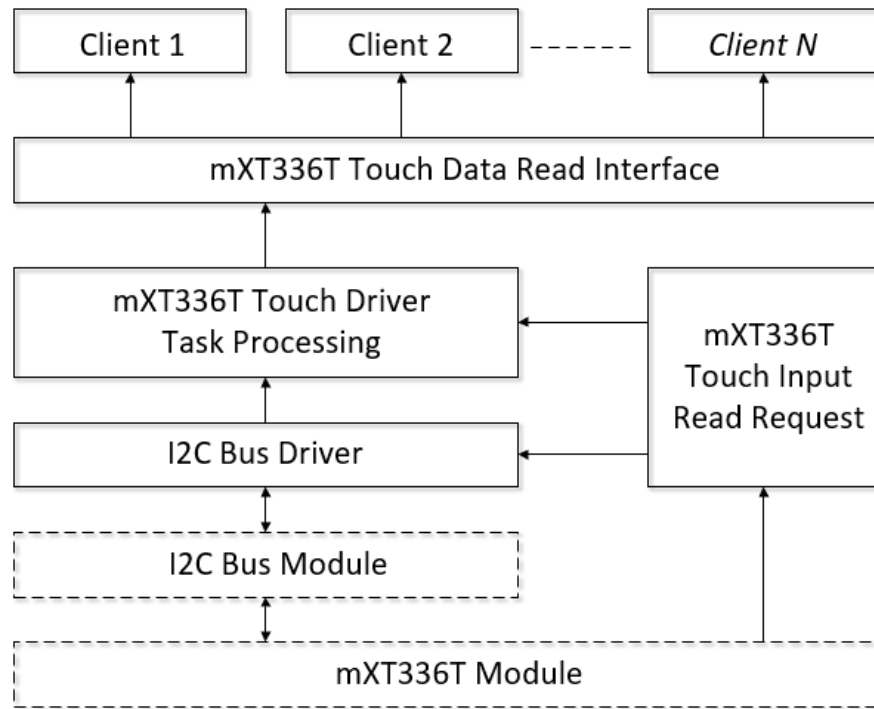 Client 1
Client 2
Client N
mXT336T Touch Data Read Interface
mXT336T Touch Driver
Task Processing
mXT336T
Touch Input
Read Request
I2C Bus Driver
I2C Bus Module
mXT336T Module